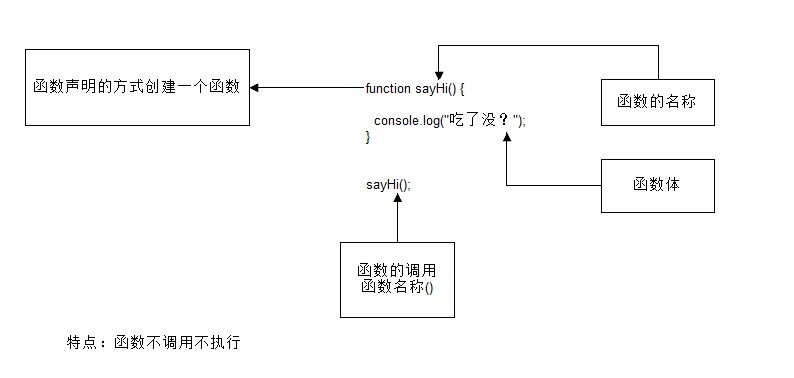 函数声明的方式创建一个函数
function sayHi() {
函数的名称
console.log("吃了没？");
}
函数体
sayHi();
函数的调用
函数名称()
特点：函数不调用不执行